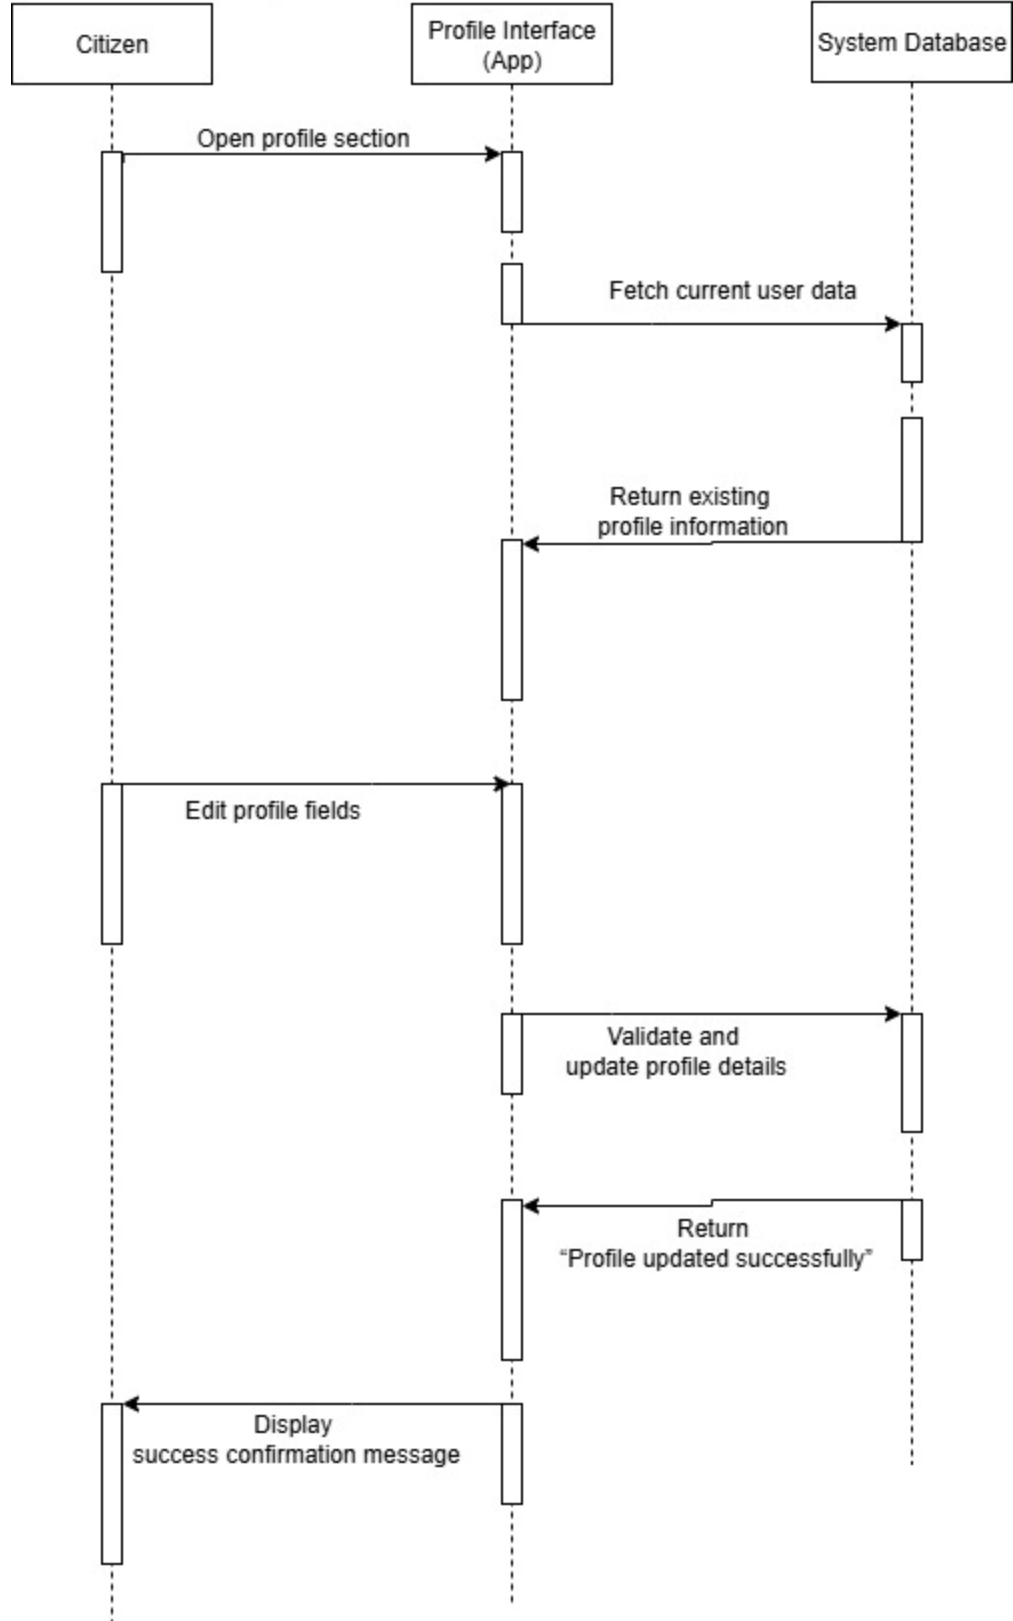 Citizen
Profile Interface
(App)
System Database
Open profile section
Fetch current user data
Return existing
profile information
Edit profile fields
Validate and
update profile details
Return
“Profile updated successfully”
Display
success confirmation message